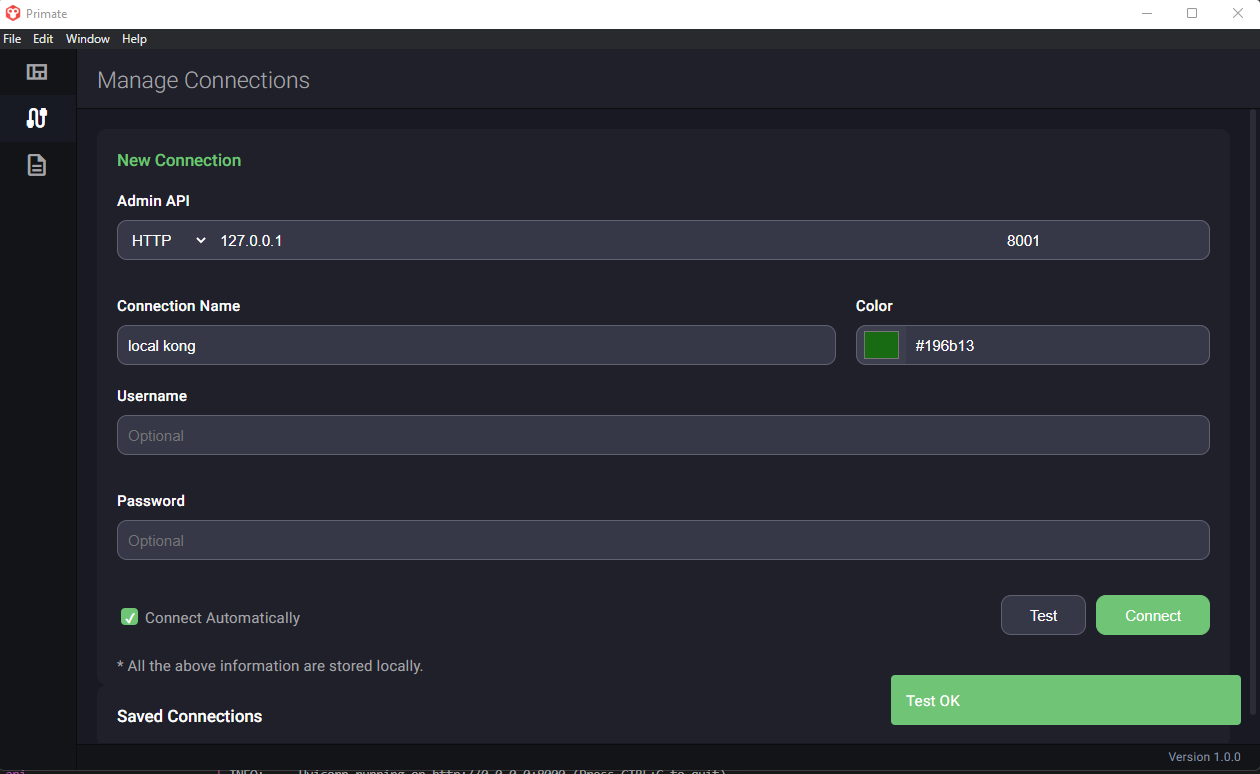 Primate
File Edit Window Help
Manage Connections
New Connection
Admin API
HTTP 127.0.0.1 8001
Connection Name Color
local kong #196b13
Username
Optional
Password
Optional
Connect Automatically Test Connect
* All the above information are stored locally.
Test OK
Saved Connections
Version 1.0.0